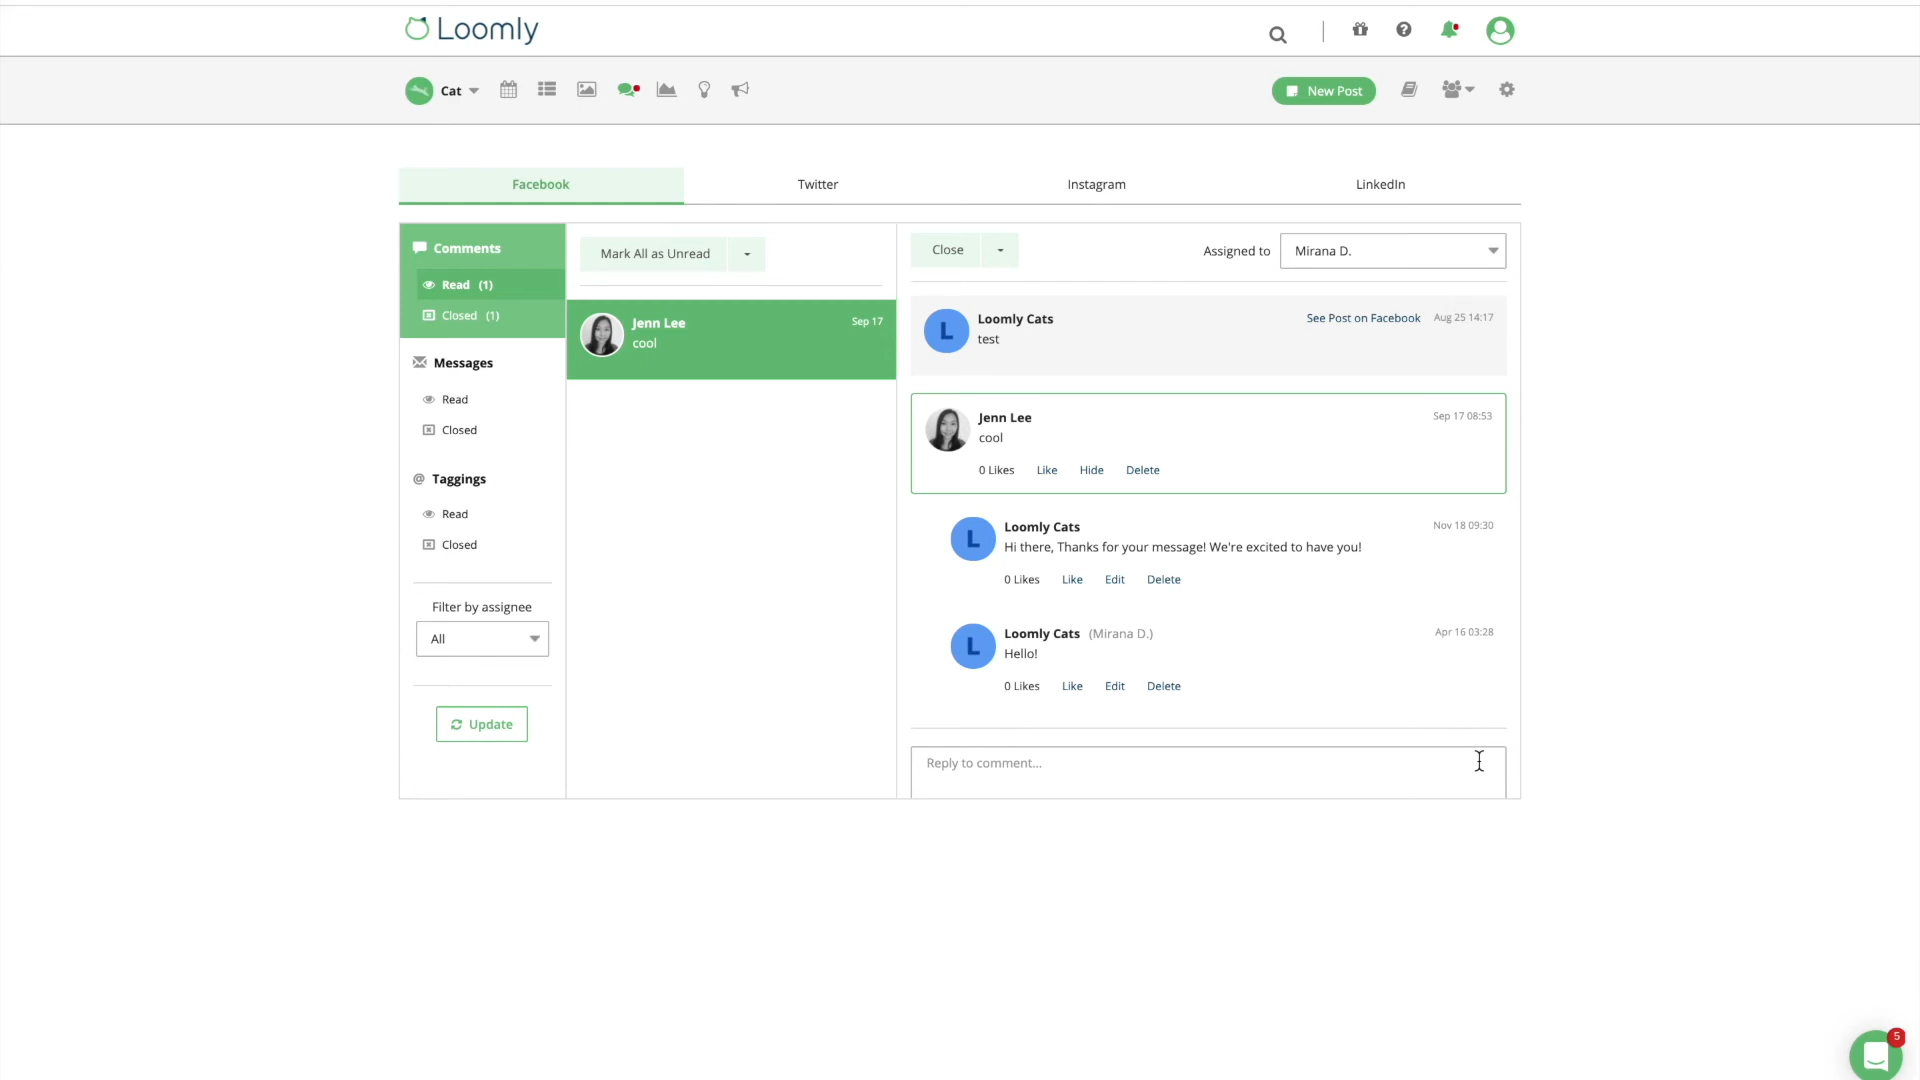 Loomly
Cat
New Post
Facebook
Twitter
Instagram
LinkedIn
Comments
Read (1)
Closed (1)
Messages
Read
Closed
@ Taggings
Read
Closed
Filter by assignee
All
Update
Mark All as Unread
Jenn Lee
Sep 17
cool
Close
Assigned to
Mirana D.
L
Loomly Cats
See Post on Facebook
Aug 25 14:17
test
Jenn Lee
Sep 17 08:53
cool
0 Likes Like Hide Delete
L
Loomly Cats
Nov 18 09:30
Hi there, Thanks for your message! We're excited to have you!
0 Likes Like Edit Delete
L
Loomly Cats (Mirana D.)
Apr 16 03:28
Hello!
0 Likes Like Edit Delete
Reply to comment...
5